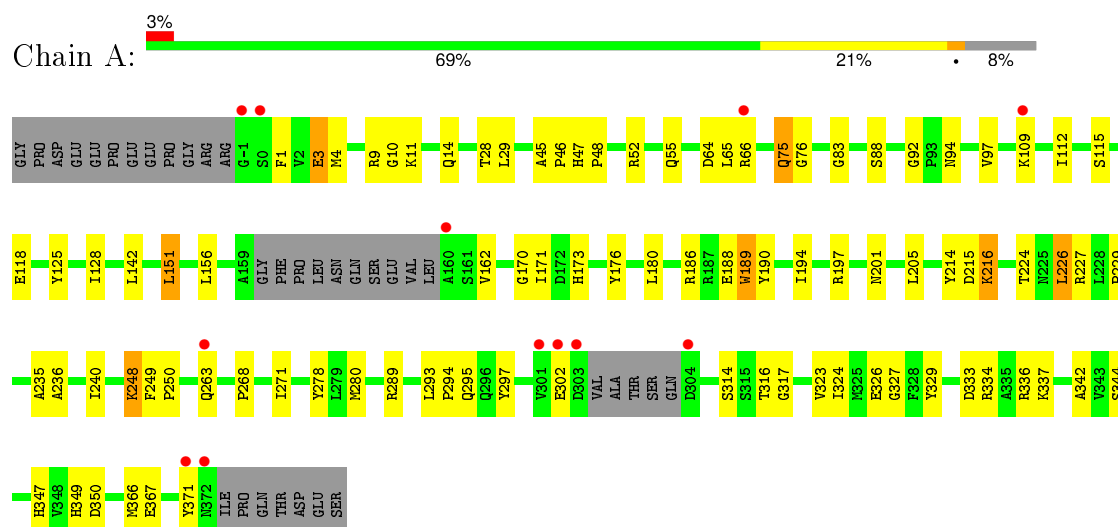 3%
Chain A:
69% 21% • 8%
GLY PRO ASP GLU GLU PRO GLU GLU PRO GLY ARG ARG G-1 S0 F1 V2 E3 M4 R9 G10 K11 Q14 T28 L29 A45 P46 H47 P48 R52 Q55 D64 L65 R66 Q75 G76 G83 S88 G92 P93 N94 V97 K109 I112 S115
E118 Y125 I128 L142 L151 L156 A159 GLY PHE PRO LEU ASN GLN SER GLU VAL LEU A160 S161 V162 G170 I171 D172 H173 Y176 L180 R186 R187 E188 W189 Y190 I194 R197 N201 L205 Y214 D215 K216 T224 N225 L226 R227 L228 P229
A235 A236 I240 K248 F249 P250 Q263 P268 I271 Y278 L279 M280 R289 L293 P294 Q295 Q296 Y297 V301 E302 D303 VAL ALA THR SER GLN D304 S314 S315 T316 G317 V323 I324 M325 E326 G327 F328 Y329 D333 R334 A335 R336 K337 A342 V343 S344
H347 V348 H349 D350 M366 E367 Y371 N372 ILE PRO GLN THR ASP GLU SER